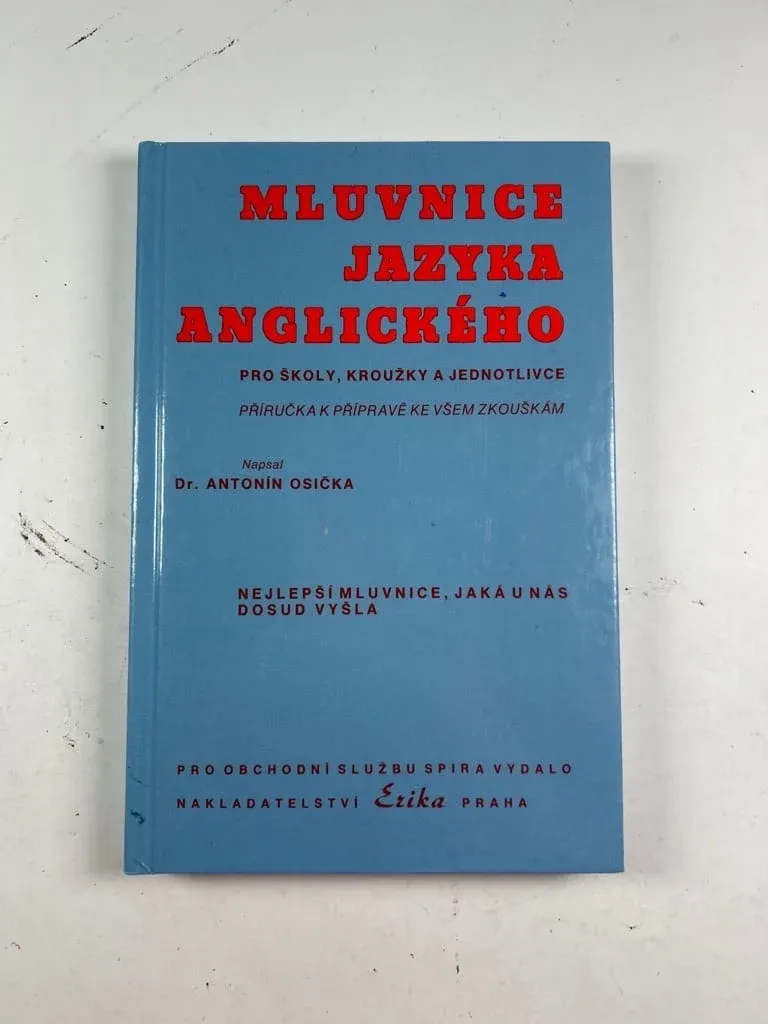 MLUVNICE
JAZYKA
ANGLICKÉHO
PRO ŠKOLY, KROUŽKY A JEDNOTLIVCE
PŘÍRUČKA K PŘÍPRAVĚ KE VŠEM ZKOUŠKÁM
Napsal
Dr. ANTONÍN OSIČKA
NEJLEPŠÍ MLUVNICE, JAKÁ U NÁS
DOSUD VYŠLA
PRO OBCHODNÍ SLUŽBU SPIRA VYDALO
NAKLADATELSTVÍ Erika PRAHA